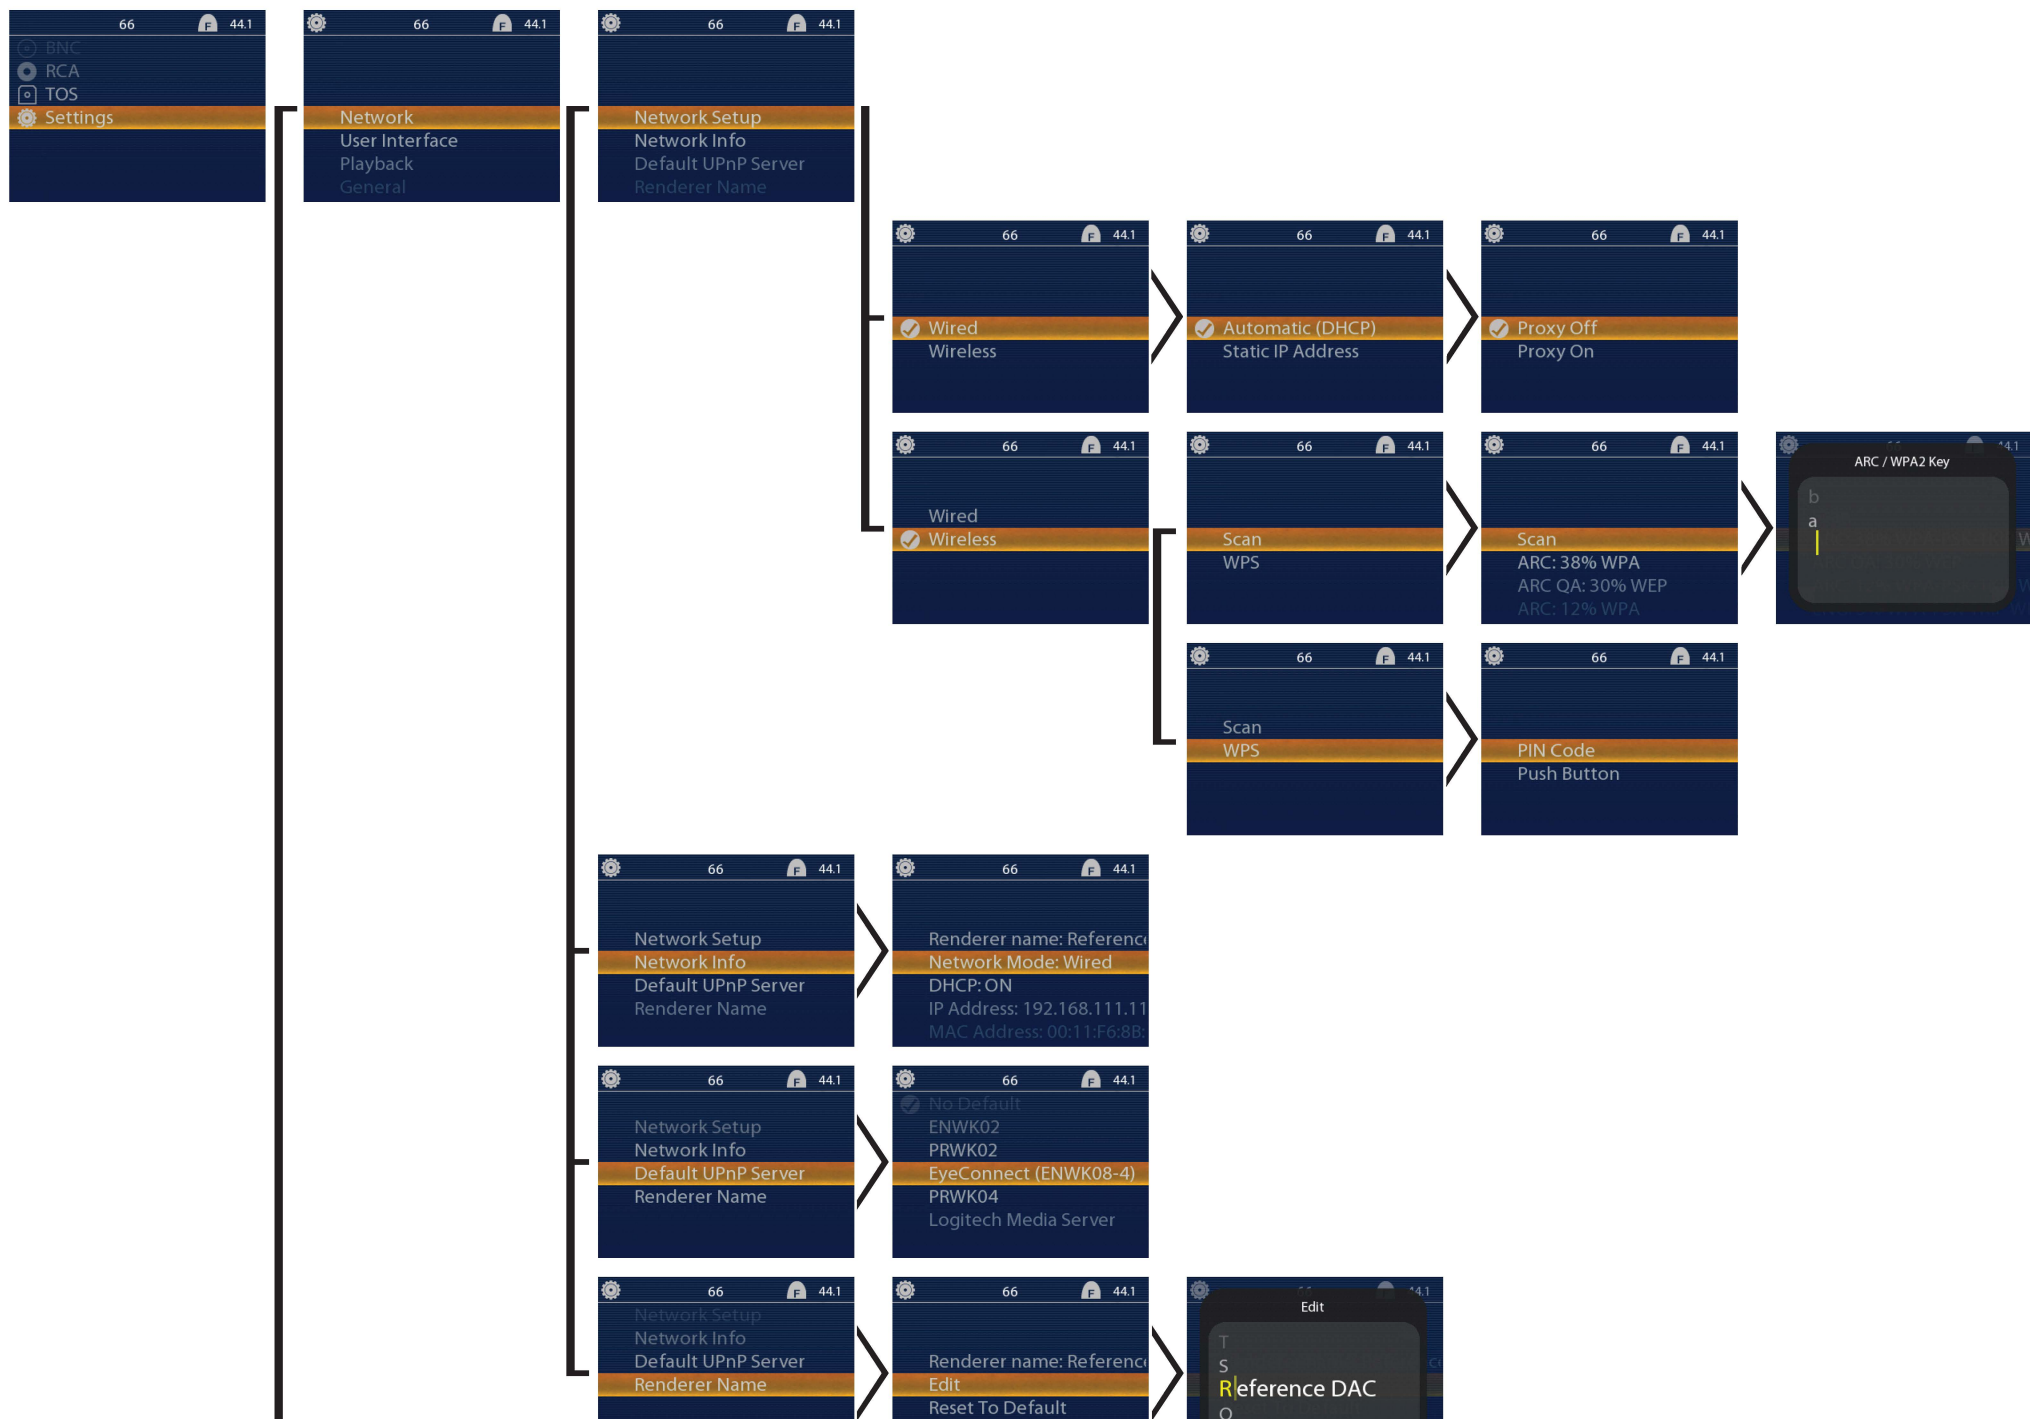 66 F 44.1
BNC
RCA
TOS
Settings
66 F 44.1
Network
User Interface
Playback
General
66 F 44.1
Network Setup
Network Info
Default UPnP Server
Renderer Name
66 F 44.1
Wired
Wireless
66 F 44.1
Automatic (DHCP)
Static IP Address
66 F 44.1
Proxy Off
Proxy On
66 F 44.1
Wired
Wireless
66 F 44.1
Scan
WPS
66 F 44.1
Scan
ARC: 38% WPA
ARC QA: 30% WEP
ARC: 12% WPA
ARC / WPA2 Key
b
a
66 F 44.1
Scan
WPS
66 F 44.1
PIN Code
Push Button
66 F 44.1
Network Setup
Network Info
Default UPnP Server
Renderer Name
66 F 44.1
Renderer name: Reference
Network Mode: Wired
DHCP: ON
IP Address: 192.168.111.11
MAC Address: 00:11:F6:8B:
66 F 44.1
Network Setup
Network Info
Default UPnP Server
Renderer Name
66 F 44.1
No Default
ENWK02
PRWK02
EyeConnect (ENWK08-4)
PRWK04
Logitech Media Server
66 F 44.1
Network Setup
Network Info
Default UPnP Server
Renderer Name
66 F 44.1
Renderer name: Reference
Edit
Reset To Default
Edit
T
S
Reference DAC
Q